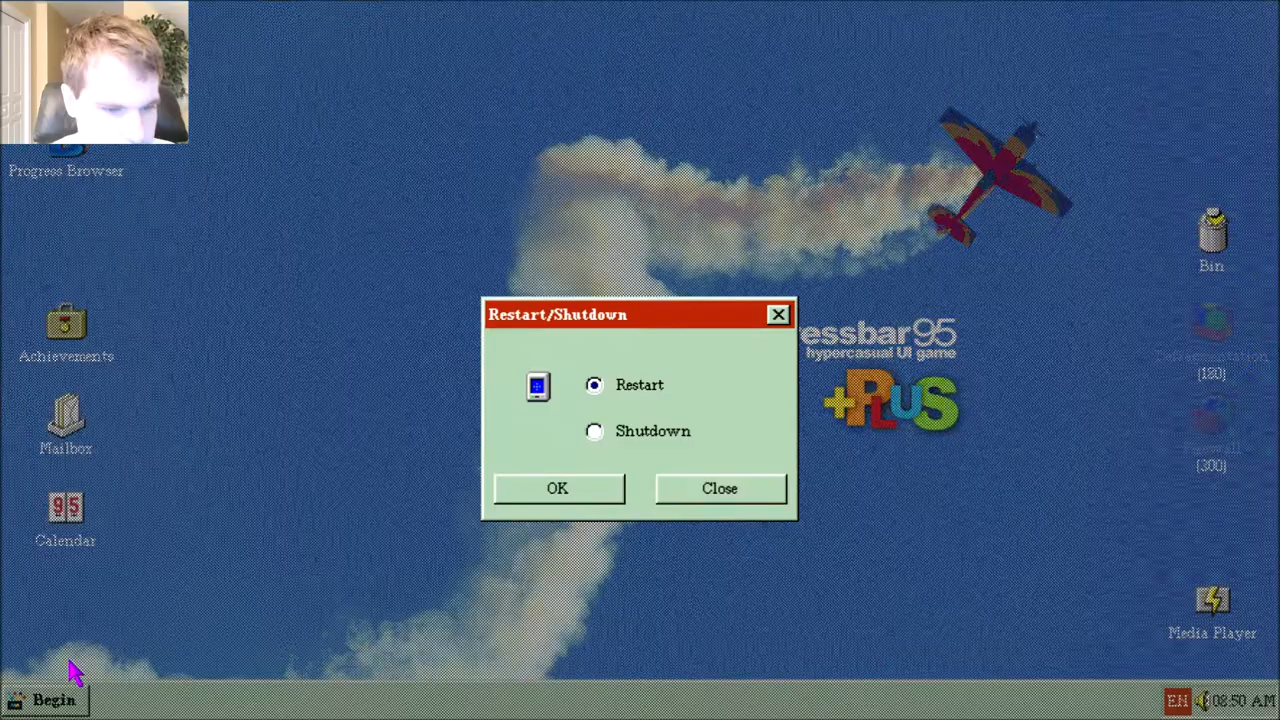 Progress Browser
Achievements
Mailbox
95
Calendar
Restart/Shutdown
Restart
Shutdown
OK
Close
essbar95
hypercasual UI game
+PLUS
Bin
(120)
(300)
Media Player
Begin
EN
08:50 AM